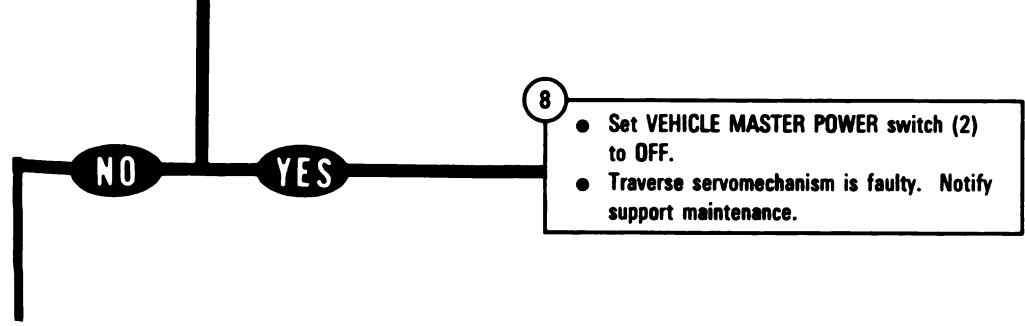 8
● Set VEHICLE MASTER POWER switch (2)
to OFF.
NO
YES
● Traverse servomechanism is faulty. Notify
support maintenance.